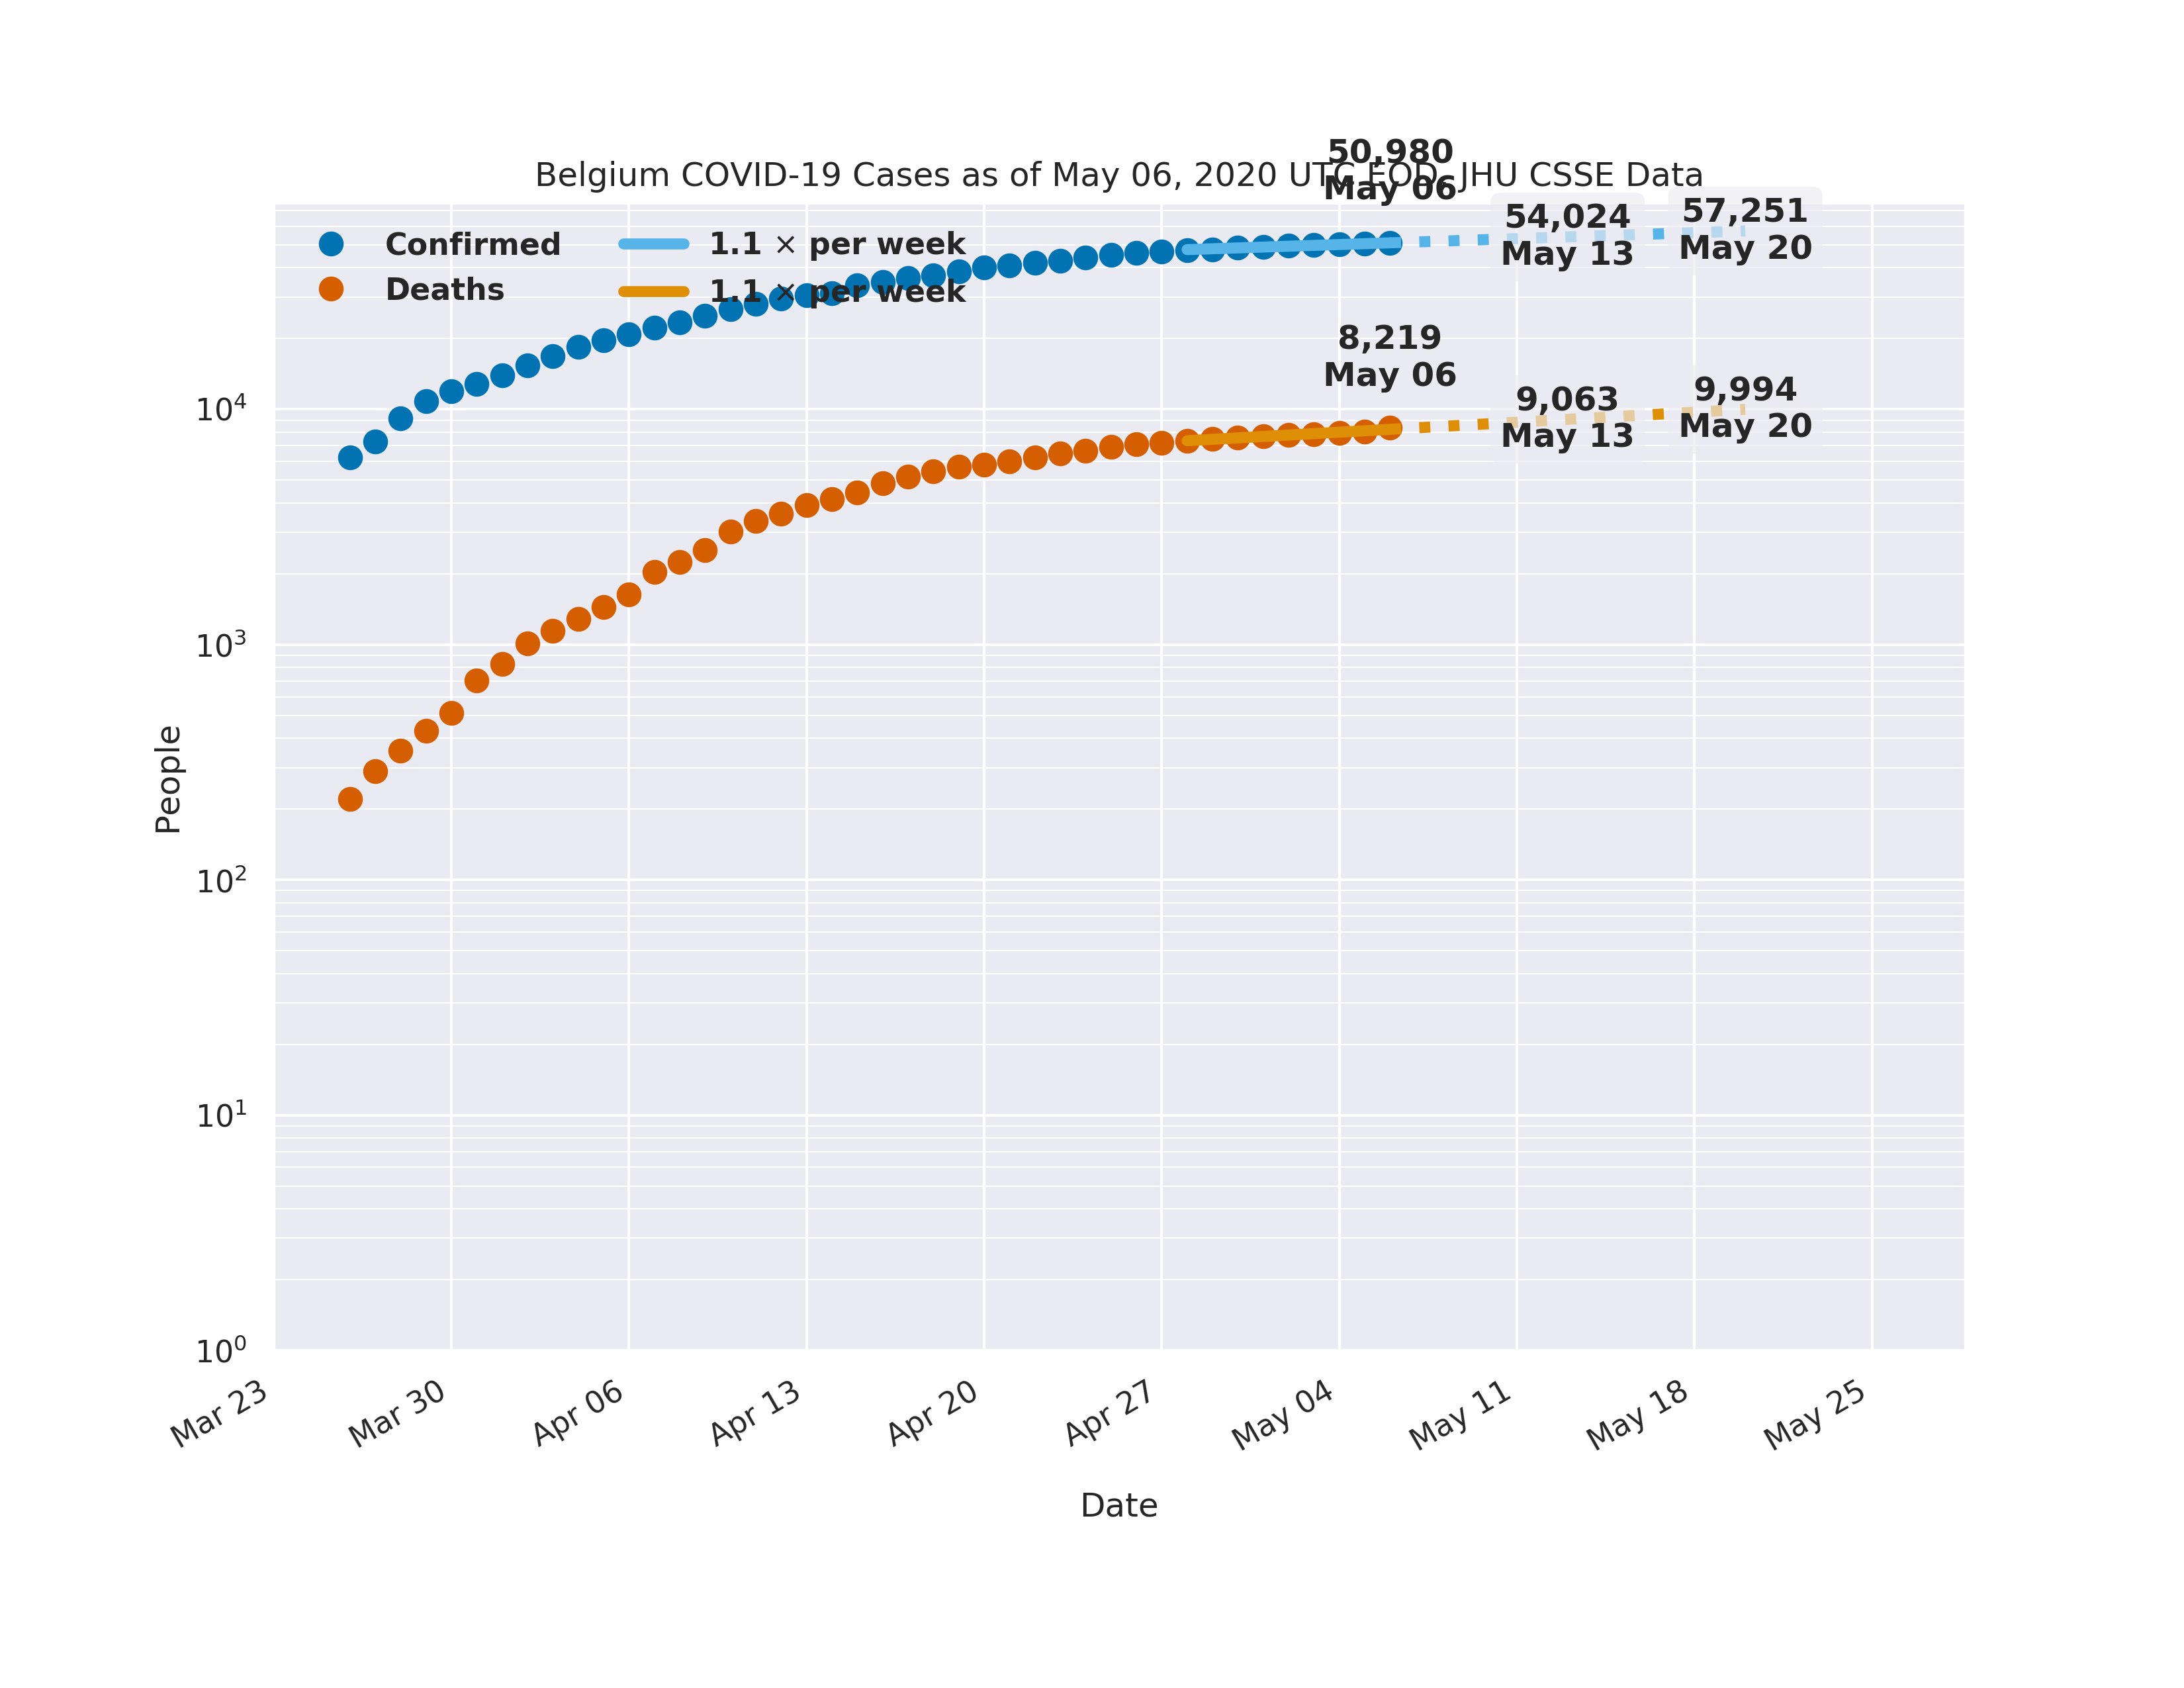 50,980
May 06
Belgium COVID-19 Cases as of May 06, 2020 UTC EOD, JHU CSSE Data
54,024
May 13
57,251
May 20
Confirmed
Deaths
1.1 × per week
1.1 × per week
8,219
May 06
9,063
May 13
9,994
May 20
People
10⁴
10³
10²
10¹
10⁰
Mar 23
Mar 30
Apr 06
Apr 13
Apr 20
Apr 27
May 04
May 11
May 18
May 25
Date